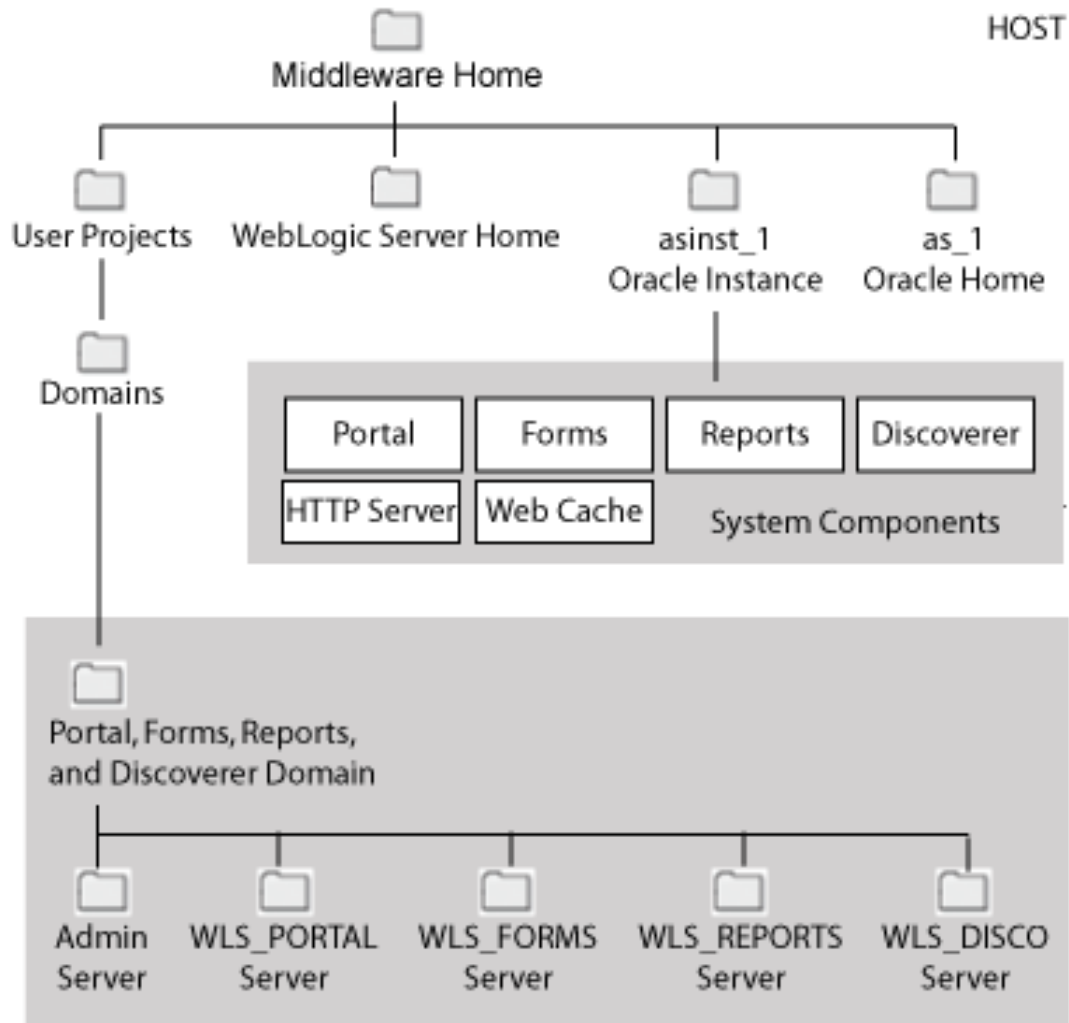 HOST
Middleware Home
User Projects
WebLogic Server Home
asinst_1
Oracle Instance
as_1
Oracle Home
Domains
Portal
Forms
Reports
Discoverer
HTTP Server
Web Cache
System Components
Portal, Forms, Reports,
and Discoverer Domain
Admin
Server
WLS_PORTAL
Server
WLS_FORMS
Server
WLS_REPORTS
Server
WLS_DISCO
Server